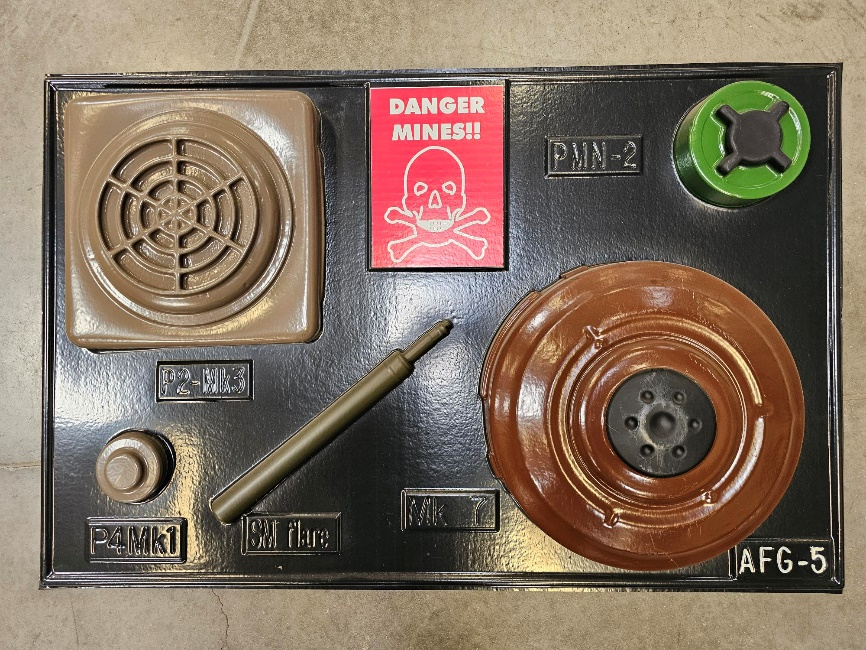 DANGER
MINES!!
PMN-2
P2-Mk3
P4Mk1
SM flare
Mk 7
AFG-5